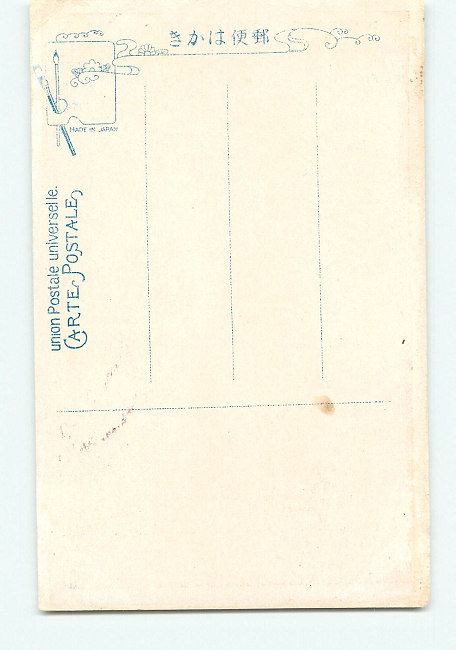 郵便はかき
MADE IN JAPAN
union Postale universelle.
CARTE POSTALE